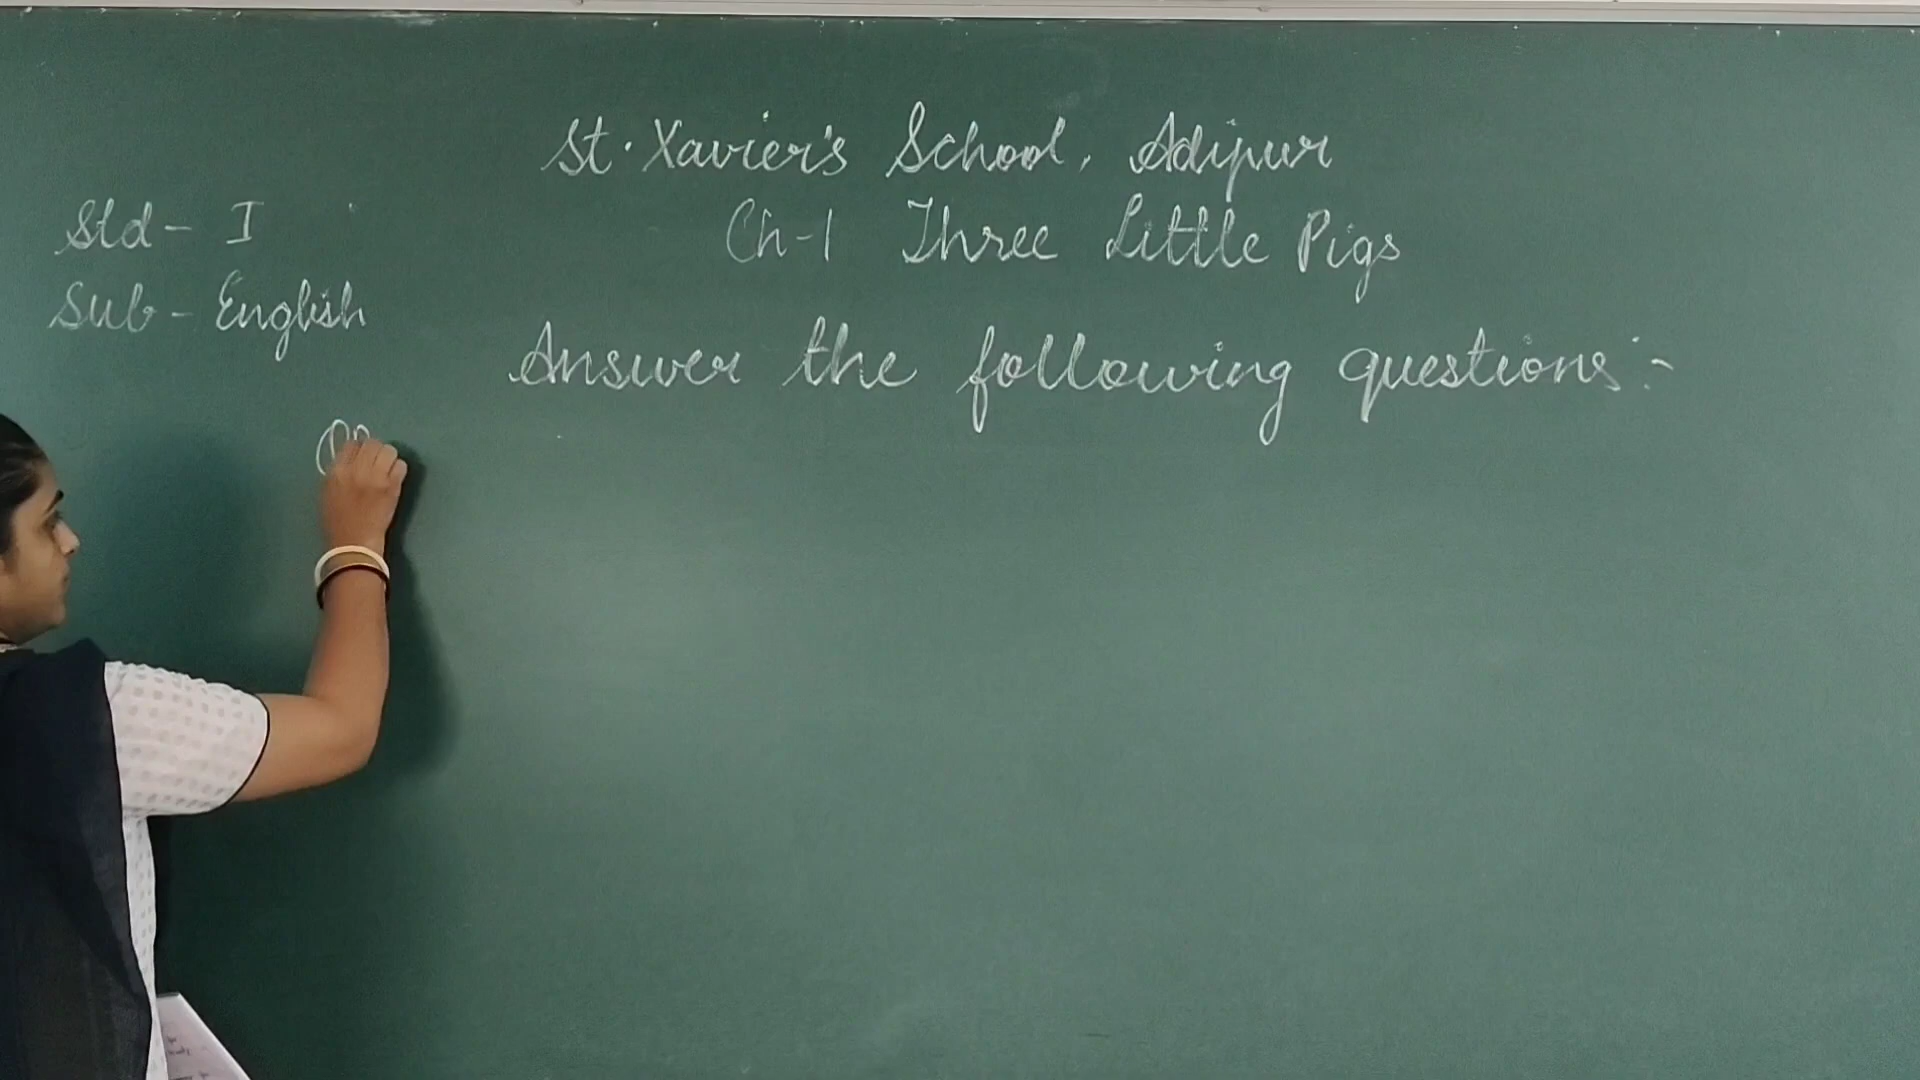 St. Xavier's School, Adipur
Std - I
Ch-1 Three Little Pigs
Sub - English
Answer the following questions :-